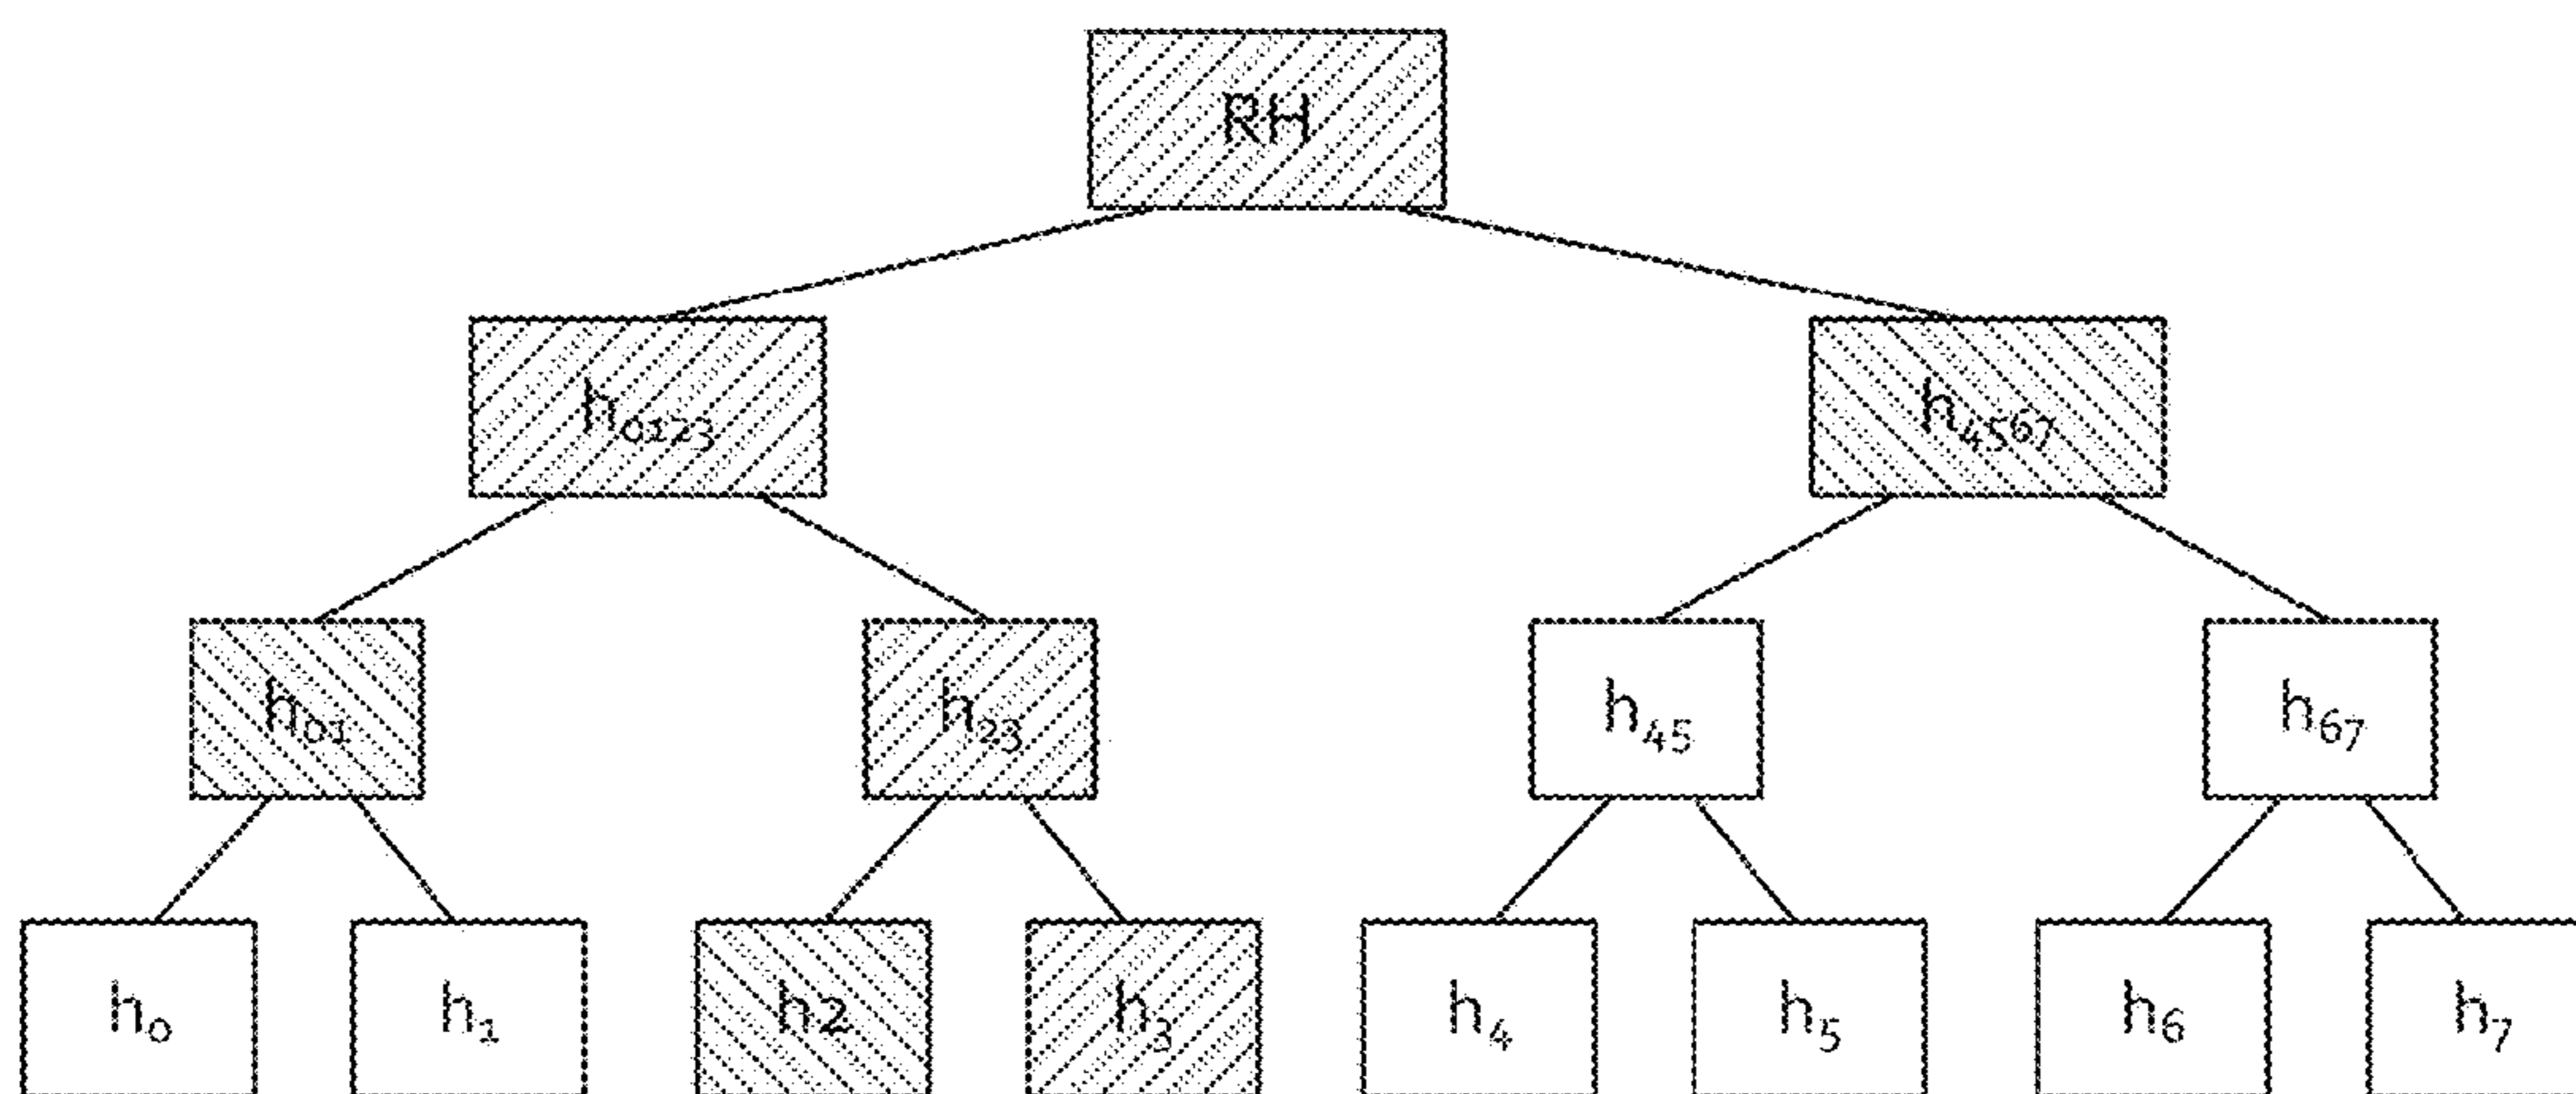 RH
h₀₁₂₃ h₄₅₆₇
h₀₁ h₂₃ h₄₅ h₆₇
h₀ h₁ h2 h₃ h₄ h₅ h₆ h₇